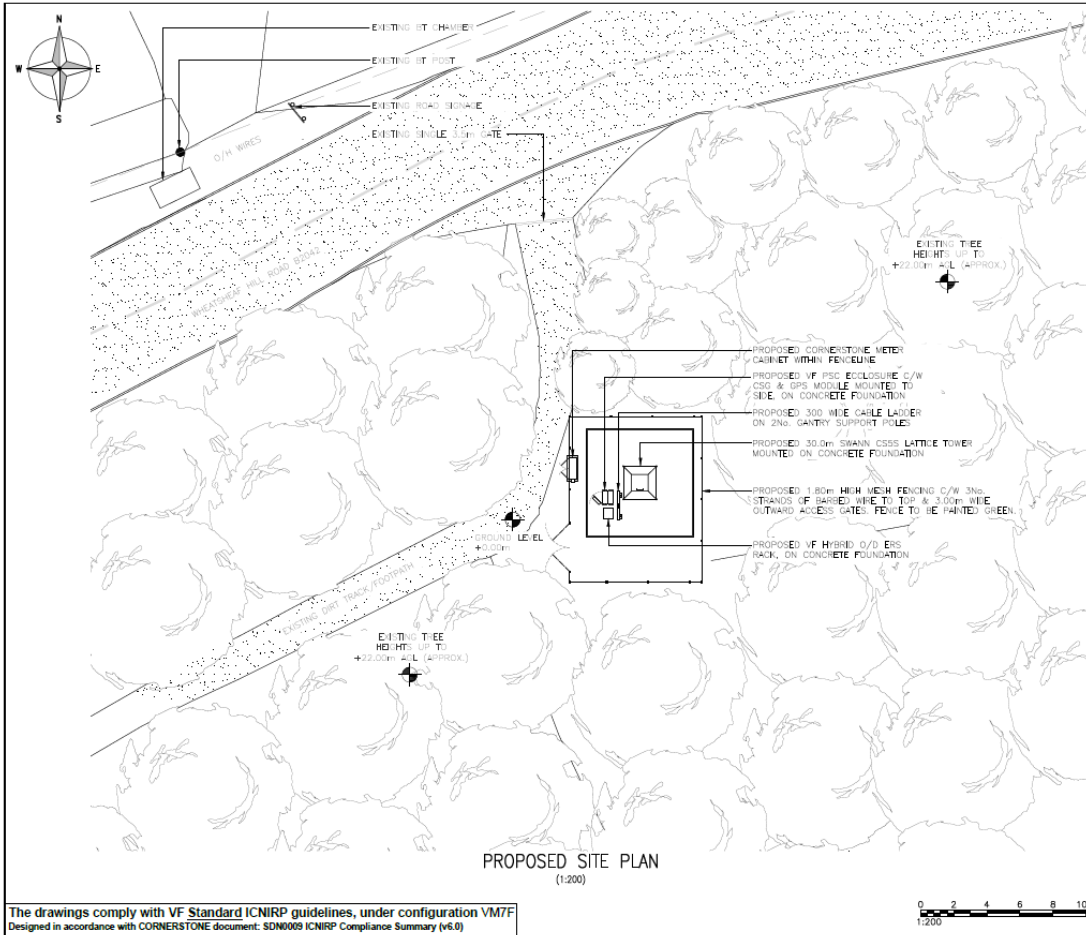 N
W
E
S
EXISTING BT CHAMBER
EXISTING BT POST
EXISTING ROAD SIGNAGE
O/H WIRES
EXISTING SINGLE 3.5m GATE
WHEATSHEAF HILL ROAD B2042
EXISTING TREE
HEIGHTS UP TO
+22.00m AGL (APPROX.)
PROPOSED CORNERSTONE METER
CABINET WITHIN FENCELINE
PROPOSED VF PSC ECCLOSURE C/W
CSG & GPS MODULE MOUNTED TO
SIDE, ON CONCRETE FOUNDATION
PROPOSED 300 WIDE CABLE LADDER
ON 2No. GANTRY SUPPORT POLES
PROPOSED 30.0m SWANN CS5S LATTICE TOWER
MOUNTED ON CONCRETE FOUNDATION
PROPOSED 1.80m HIGH MESH FENCING C/W 3No.
STRANDS OF BARBED WIRE TO TOP & 3.00m WIDE
OUTWARD ACCESS GATES. FENCE TO BE PAINTED GREEN.
PROPOSED VF HYBRID O/D ERS
RACK, ON CONCRETE FOUNDATION
GROUND LEVEL
+0.00m
EXISTING DIRT TRACK/FOOTPATH
EXISTING TREE
HEIGHTS UP TO
+22.00m AGL (APPROX.)
PROPOSED SITE PLAN
(1:200)
The drawings comply with VF Standard ICNIRP guidelines, under configuration VM7F
Designed in accordance with CORNERSTONE document: SDN0009 ICNIRP Compliance Summary (v6.0)
0 2 4 6 8 10
1:200